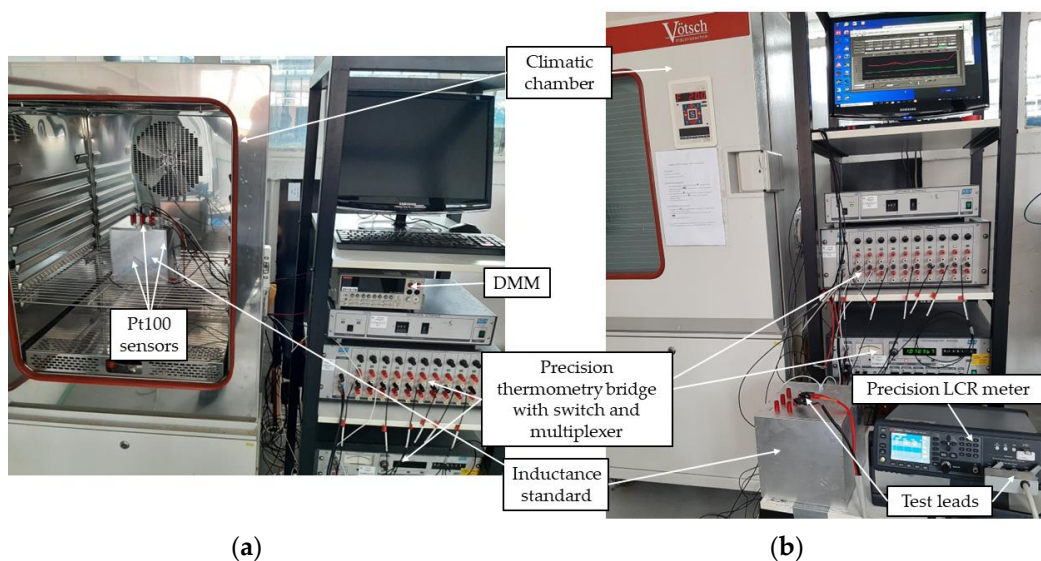 Vötsch
Climatic
chamber
DMM
Pt100
sensors
Precision
thermometry bridge
with switch and
multiplexer
Precision LCR meter
Inductance
standard
Test leads
(a)
(b)